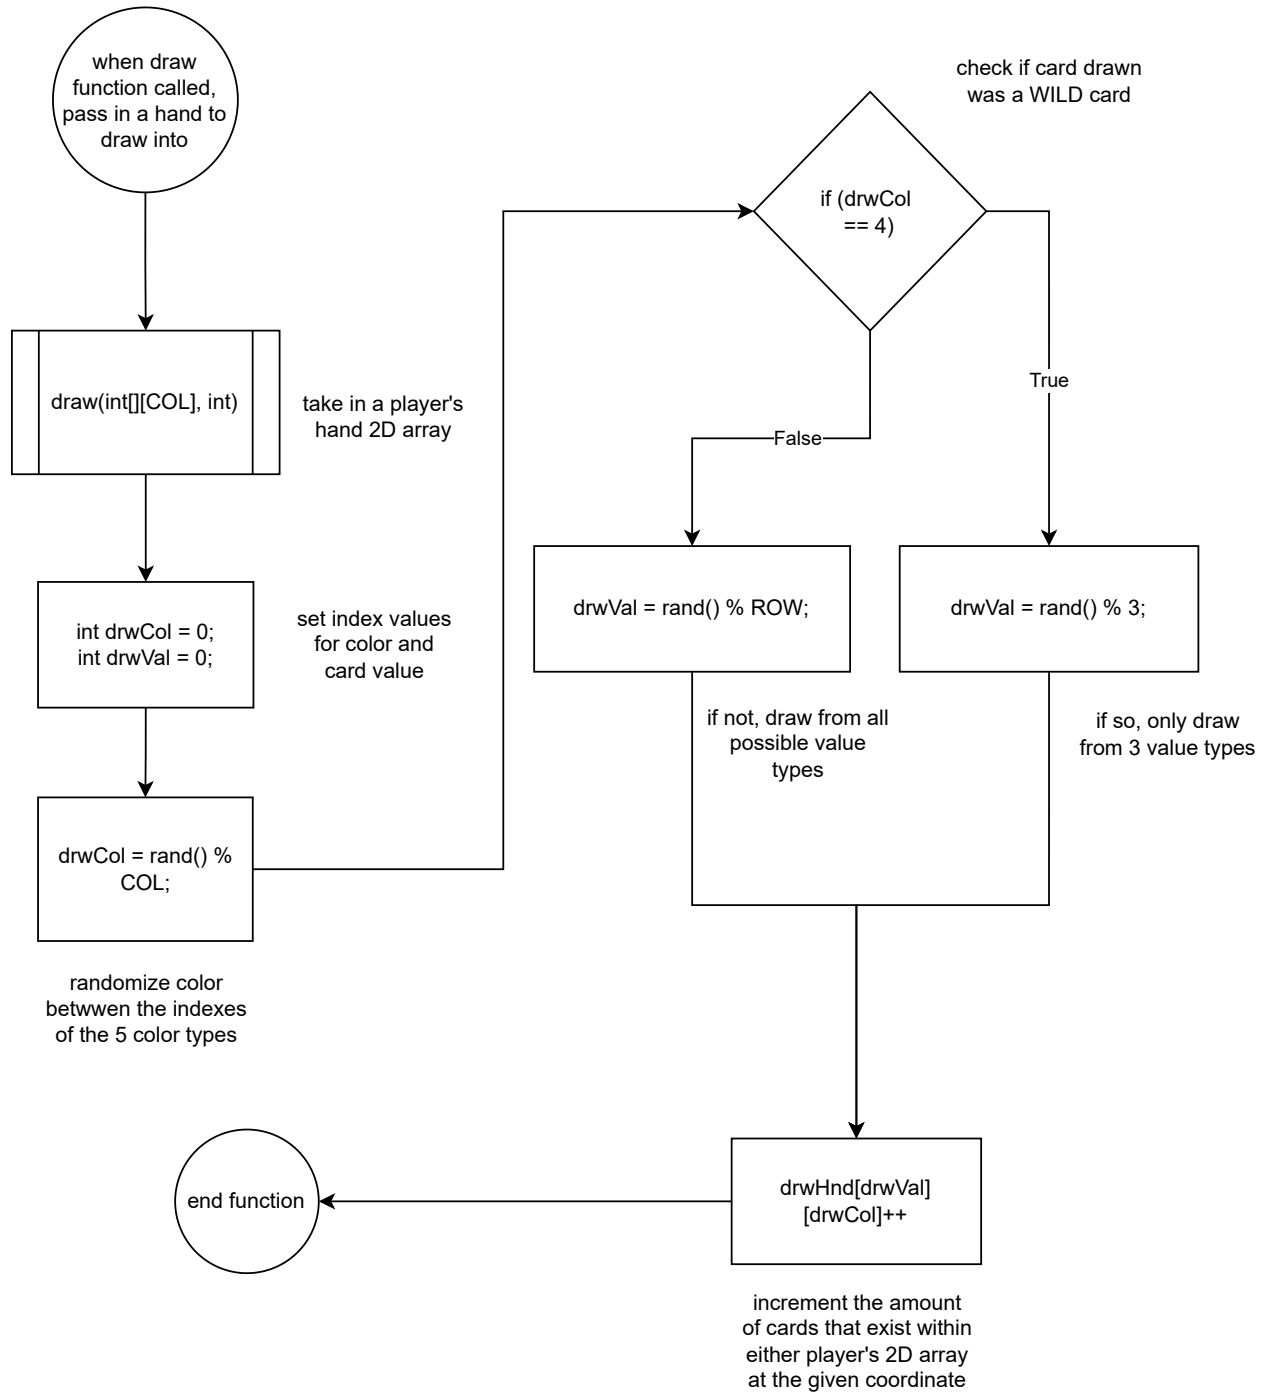 when draw
function called,
pass in a hand to
draw into
draw(int[][COL], int)
take in a player's
hand 2D array
int drwCol = 0;
int drwVal = 0;
set index values
for color and
card value
drwCol = rand() %
COL;
randomize color
betwwen the indexes
of the 5 color types
check if card drawn
was a WILD card
if (drwCol
== 4)
True
False
drwVal = rand() % ROW;
drwVal = rand() % 3;
if not, draw from all
possible value
types
if so, only draw
from 3 value types
drwHnd[drwVal]
[drwCol]++
increment the amount
of cards that exist within
either player's 2D array
at the given coordinate
end function